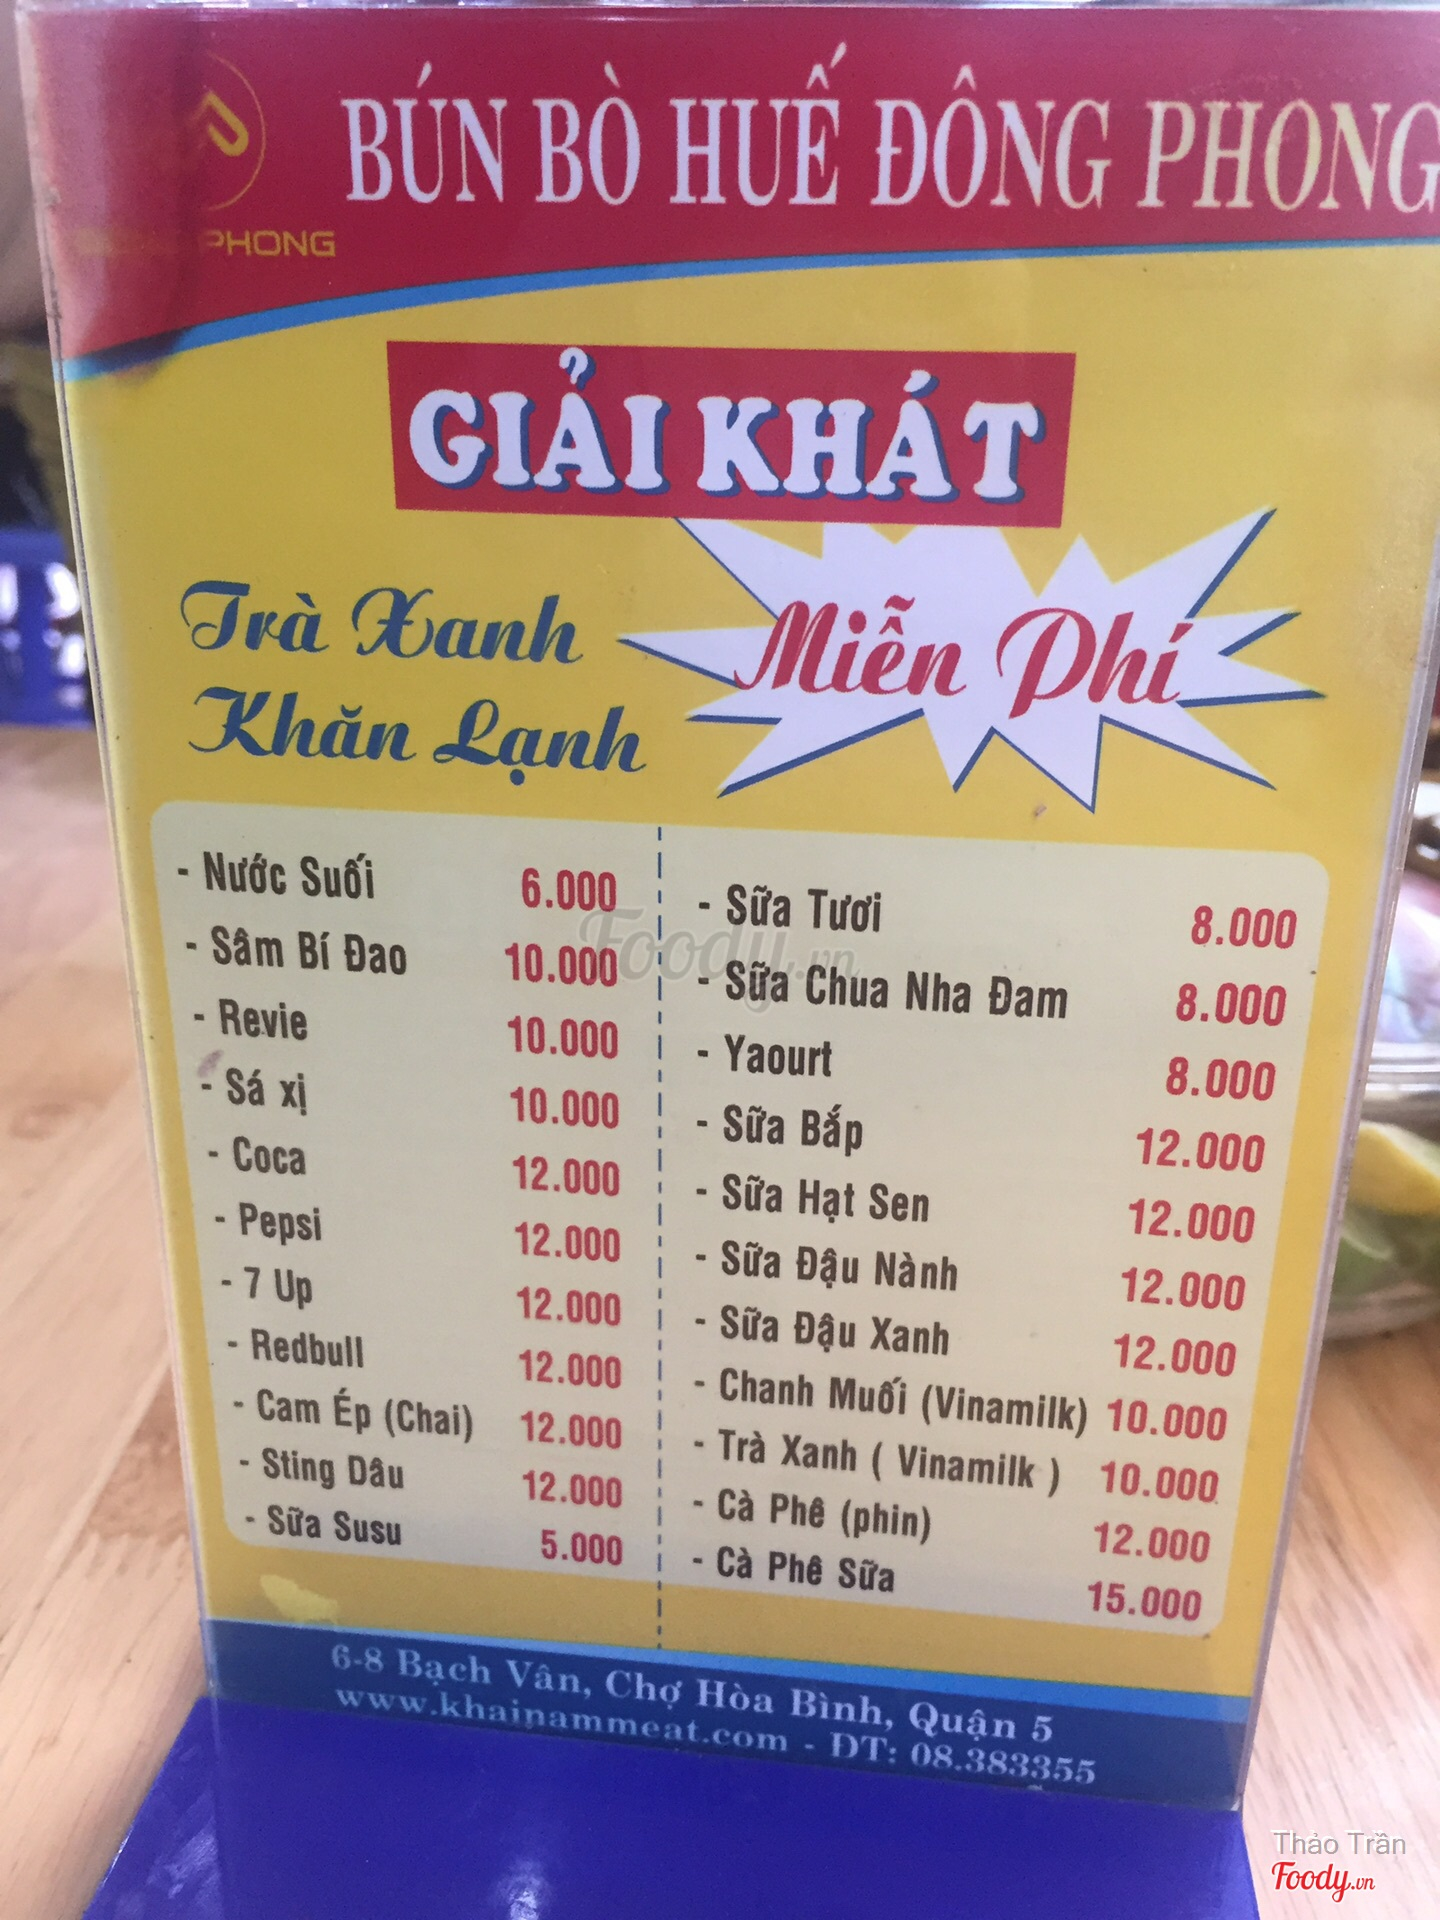 BÚN BÒ HUẾ ĐÔNG PHONG
PHONG
GIẢI KHÁT
Trà Xanh
Khăn Lạnh
Miễn Phí
- Nước Suối 6.000
- Sâm Bí Đao 10.000
- Revie 10.000
- Sá xị 10.000
- Coca 12.000
- Pepsi 12.000
- 7 Up 12.000
- Redbull 12.000
- Cam Ép (Chai) 12.000
- Sting Dâu 12.000
- Sữa Susu 5.000
- Sữa Tươi 8.000
- Sữa Chua Nha Đam 8.000
- Yaourt 8.000
- Sữa Bắp 12.000
- Sữa Hạt Sen 12.000
- Sữa Đậu Nành 12.000
- Sữa Đậu Xanh 12.000
- Chanh Muối (Vinamilk) 10.000
- Trà Xanh ( Vinamilk ) 10.000
- Cà Phê (phin) 12.000
- Cà Phê Sữa 15.000
Foody.vn
6-8 Bạch Vân, Chợ Hòa Bình, Quận 5
www.khainammeat.com - ĐT: 08.383355
Thảo Trần
Foody.vn